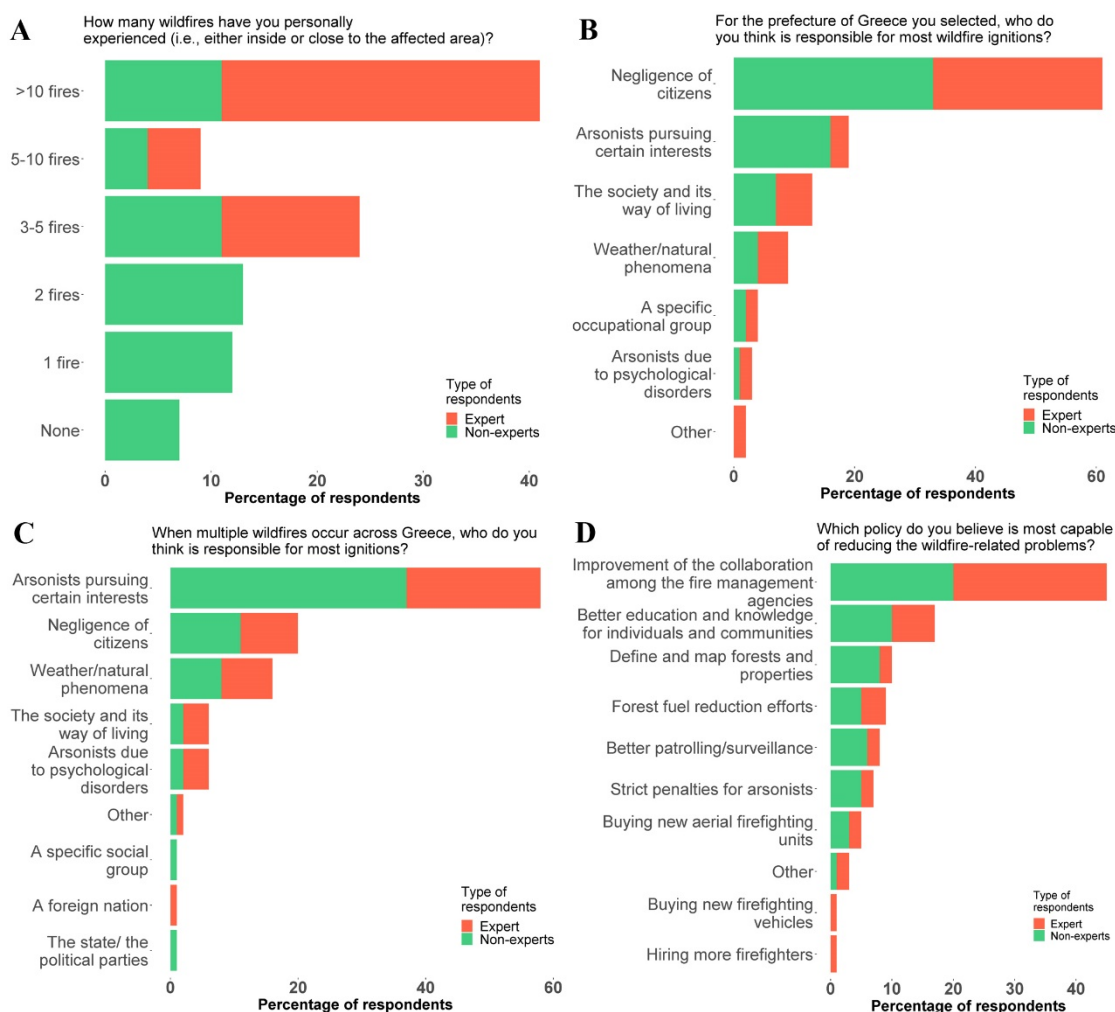 A
How many wildfires have you personally
experienced (i.e., either inside or close to the affected area)?
>10 fires
5-10 fires
3-5 fires
2 fires
1 fire
None
Type of
respondents
Expert
Non-experts
0 10 20 30 40
Percentage of respondents
B
For the prefecture of Greece you selected, who do
you think is responsible for most wildfire ignitions?
Negligence of
citizens
Arsonists pursuing
certain interests
The society and its
way of living
Weather/natural
phenomena
A specific
occupational group
Arsonists due
to psychological
disorders
Other
Type of
respondents
Expert
Non-experts
0 20 40 60
Percentage of respondents
C
When multiple wildfires occur across Greece, who do you
think is responsible for most ignitions?
Arsonists pursuing
certain interests
Negligence of
citizens
Weather/natural
phenomena
The society and its
way of living
Arsonists due
to psychological
disorders
Other
A specific social
group
A foreign nation
The state/ the
political parties
Type of
respondents
Expert
Non-experts
0 20 40 60
Percentage of respondents
D
Which policy do you believe is most capable
of reducing the wildfire-related problems?
Improvement of the collaboration
among the fire management
agencies
Better education and knowledge
for individuals and communities
Define and map forests and
properties
Forest fuel reduction efforts
Better patrolling/surveillance
Strict penalties for arsonists
Buying new aerial firefighting
units
Other
Buying new firefighting
vehicles
Hiring more firefighters
Type of
respondents
Expert
Non-experts
0 10 20 30 40
Percentage of respondents